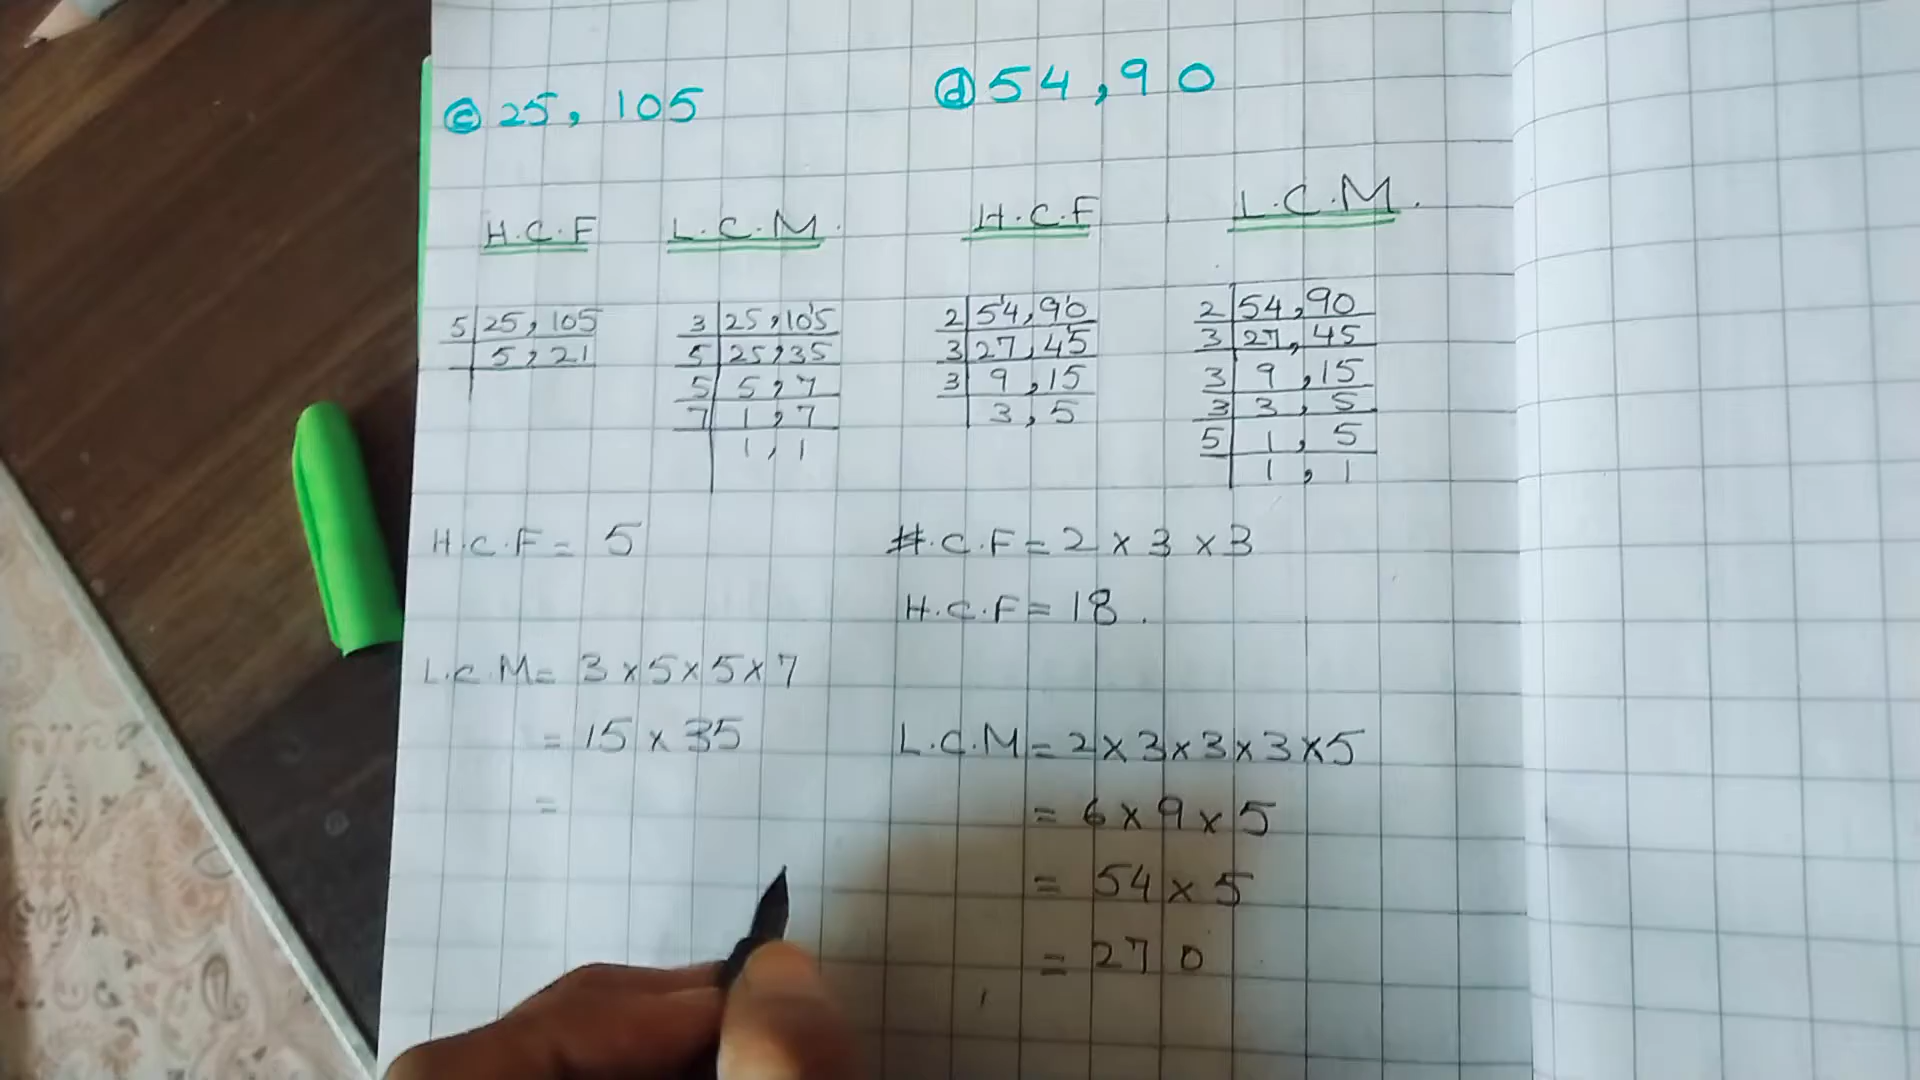 ⓒ 25, 105
H.C.F
L.C.M.
5 | 25, 105
5, 21
3 | 25, 105
5 | 25, 35
5 | 5, 7
7 | 1, 7
1, 1
H.C.F = 5
L.C.M = 3 × 5 × 5 × 7
= 15 × 35
=
ⓓ 54, 90
H.C.F
L.C.M.
2 | 54, 90
3 | 27, 45
3 | 9, 15
3, 5
2 | 54, 90
3 | 27, 45
3 | 9, 15
3 | 3, 5
5 | 1, 5
1, 1
H.C.F = 2 × 3 × 3
H.C.F = 18.
L.C.M = 2 × 3 × 3 × 3 × 5
= 6 × 9 × 5
= 54 × 5
= 270